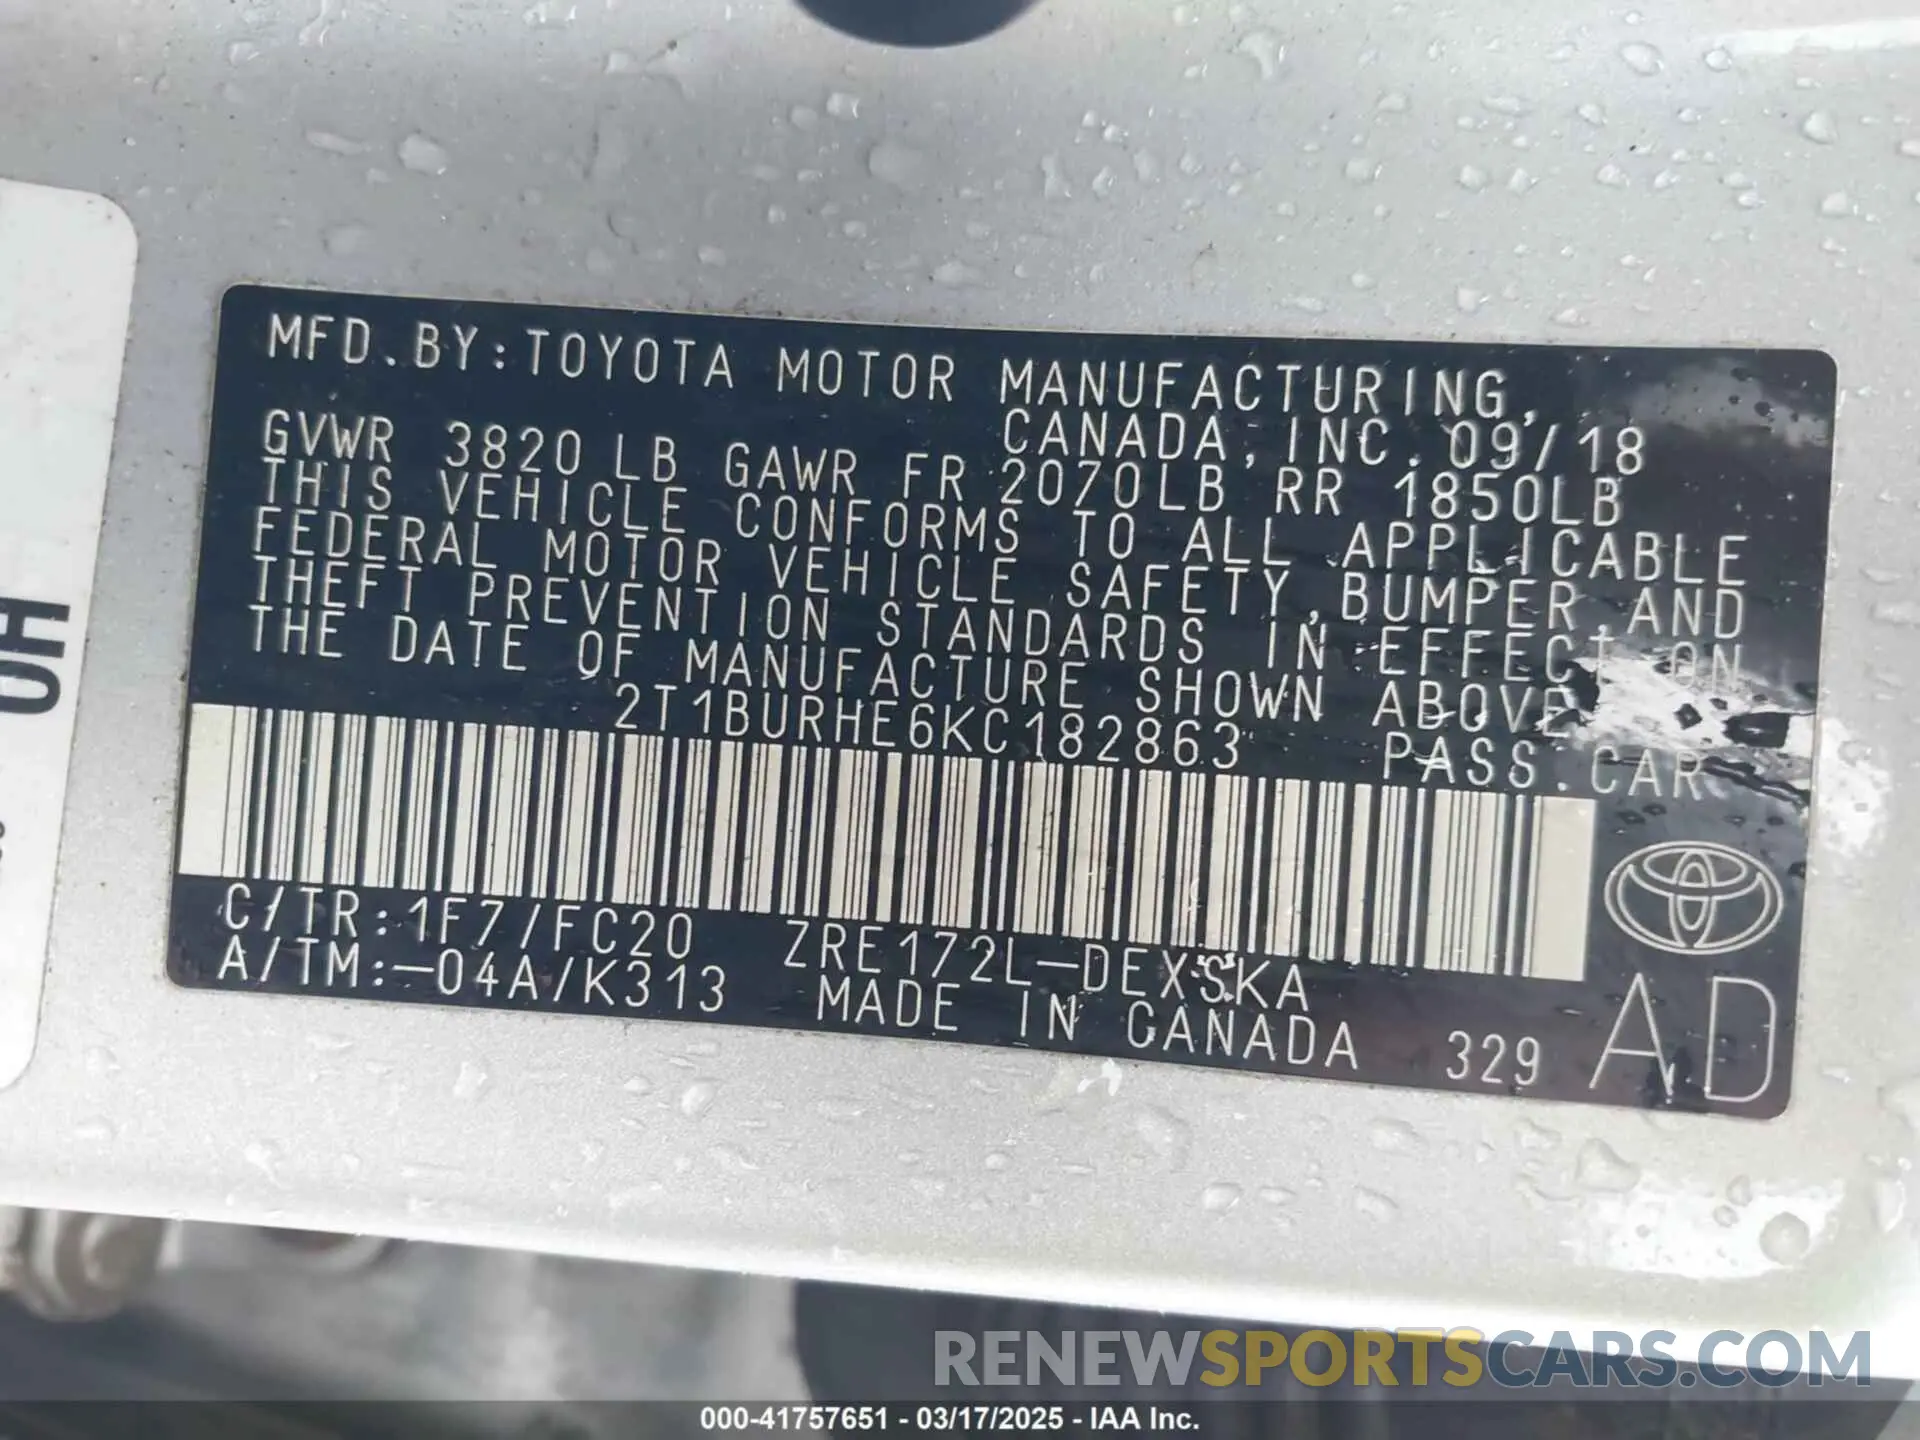 MFD.BY:TOYOTA MOTOR MANUFACTURING,
CANADA,INC.09/18
GVWR 3820LB GAWR FR 2070LB RR 1850LB
THIS VEHICLE CONFORMS TO ALL APPLICABLE
FEDERAL MOTOR VEHICLE SAFETY,BUMPER,AND
THEFT PREVENTION STANDARDS IN EFFECT ON
THE DATE OF MANUFACTURE SHOWN ABOVE.
2T1BURHE6KC182863 PASS.CAR
C/TR:1F7/FC20 ZRE172L-DEXSKA
A/TM:-04A/K313 MADE IN CANADA 329 AD
HO
RENEWSPORTSCARS.COM
000-41757651 - 03/17/2025 - IAA Inc.